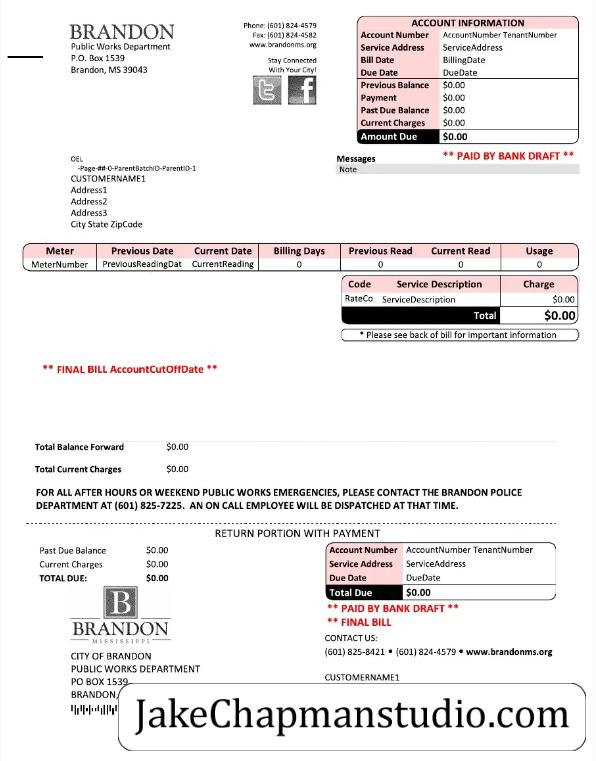 BRANDON
Public Works Department
P.O. Box 1539
Brandon, MS 39043
Phone: (601) 824-4579
Fax: (601) 824-4582
www.brandonms.org
Stay Connected
With Your City!
t f
ACCOUNT INFORMATION
Account Number AccountNumber TenantNumber
Service Address ServiceAddress
Bill Date BillingDate
Due Date DueDate
Previous Balance $0.00
Payment $0.00
Past Due Balance $0.00
Current Charges $0.00
Amount Due $0.00
OEL
-Page-##-0-ParentBatchID-ParentID-1
CUSTOMERNAME1
Address1
Address2
Address3
City State ZipCode
Messages ** PAID BY BANK DRAFT **
Note
Meter Previous Date Current Date Billing Days Previous Read Current Read Usage
MeterNumber PreviousReadingDat CurrentReading 0 0 0 0
Code Service Description Charge
RateCo ServiceDescription $0.00
Total $0.00
* Please see back of bill for important information
** FINAL BILL AccountCutOffDate **
Total Balance Forward $0.00
Total Current Charges $0.00
FOR ALL AFTER HOURS OR WEEKEND PUBLIC WORKS EMERGENCIES, PLEASE CONTACT THE BRANDON POLICE
DEPARTMENT AT (601) 825-7225. AN ON CALL EMPLOYEE WILL BE DISPATCHED AT THAT TIME.
RETURN PORTION WITH PAYMENT
Past Due Balance $0.00
Current Charges $0.00
TOTAL DUE: $0.00
B
BRANDON
MISSISSIPPI
CITY OF BRANDON
PUBLIC WORKS DEPARTMENT
PO BOX 1539
BRANDON,
Account Number AccountNumber TenantNumber
Service Address ServiceAddress
Due Date DueDate
Total Due $0.00
** PAID BY BANK DRAFT **
** FINAL BILL
CONTACT US:
(601) 825-8421 • (601) 824-4579 • www.brandonms.org
CUSTOMERNAME1
JakeChapmanstudio.com